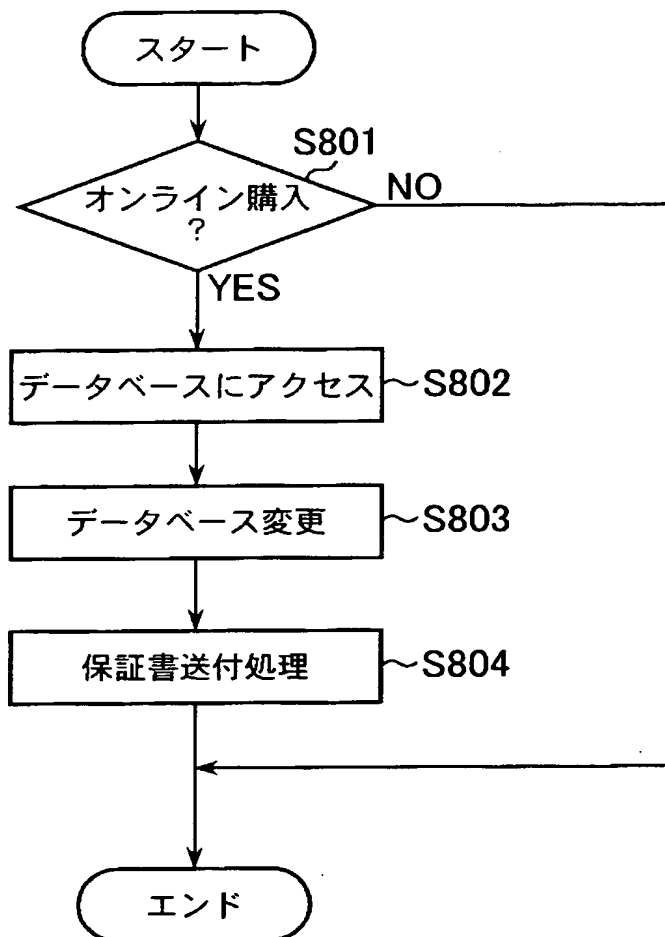 スタート
S801
オンライン購入
?
NO
YES
データベースにアクセス
S802
データベース変更
S803
保証書送付処理
S804
エンド